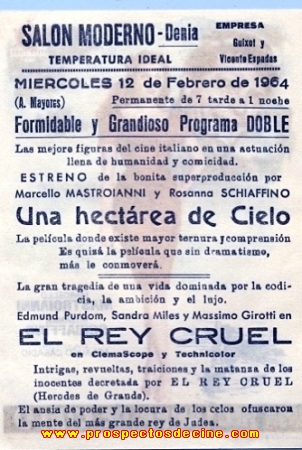 SALON MODERNO - Denia
EMPRESA
Guixot y
Vicente Espadas
TEMPERATURA IDEAL
MIERCOLES 12 de Febrero de 1964
(A. Mayores) Permanente de 7 tarde a 1 noche
Formidable y Grandioso Programa DOBLE
Las mejore figuras del cine italiano en una actuación
llena de humanidad y comicidad.
ESTRENO de la bonita superproducción por
Marcello MASTROIANNI y Rosanna SCHIAFFINO
Una hectárea de Cielo
La película donde existe mayor ternura y comprensión
Es quizá la película que sin dramatismo,
más le conmoverá.
La gran tragedia de una vida dominada por la codi-
cia, la ambición y el lujo.
Edmund Purdom, Sandra Miles y Massimo Girotti en
EL REY CRUEL
en CiemaScope y Technicolor
Intrigas, revueltas, traiciones y la matanza de los
inocentes decretada por EL REY CRUEL
(Herodes de Grande).
El ansia de poder y la locura de los celos ofuscaron
la mente del más grande rey de Judea.
www.prospectosdecine.com